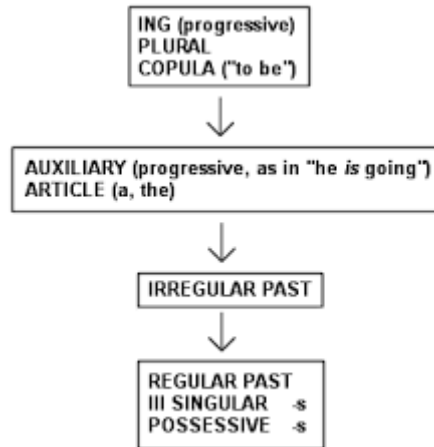 ING (progressive)
PLURAL
COPULA ("to be")
AUXILIARY (progressive, as in "he is going")
ARTICLE (a, the)
IRREGULAR PAST
REGULAR PAST
III SINGULAR -s
POSSESSIVE -s